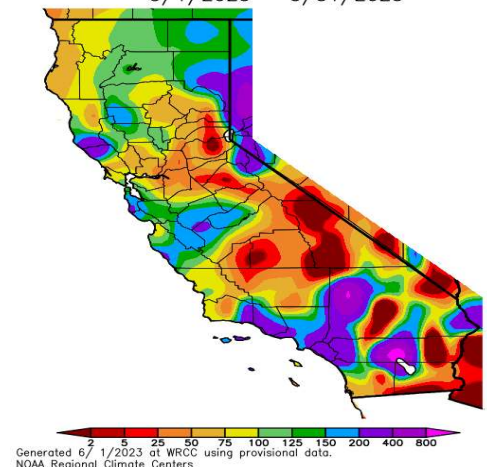 2 5 25 50 75 100 125 150 200 400 800
Generated 6/ 1/2023 at WRCC using provisional data.
NOAA Regional Climate Centers